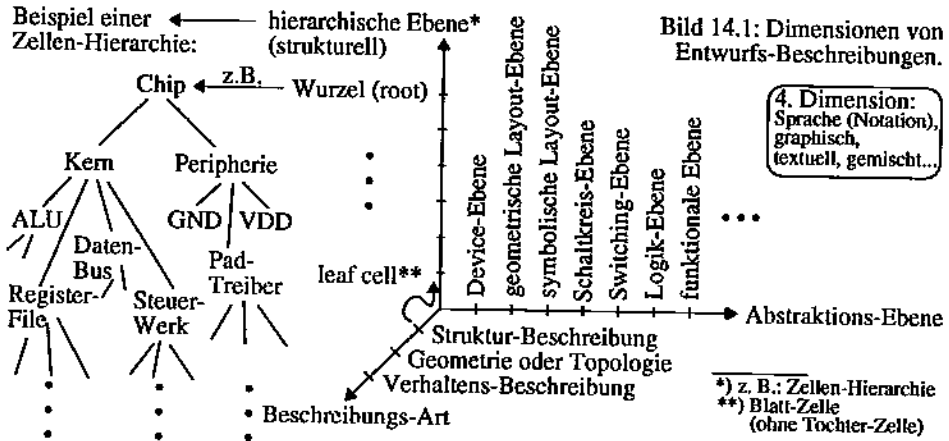 Beispiel einer
Zellen-Hierarchie:
hierarchische Ebene*
(strukturell)
Bild 14.1: Dimensionen von
Entwurfs-Beschreibungen.
4. Dimension:
Sprache (Notation),
graphisch,
textuell, gemischt...
Chip
z.B.
Wurzel (root)
Kern
Peripherie
ALU
GND
VDD
Daten-
Bus
Pad-
Treiber
Register-
File
Steuer-
Werk
leaf cell**
Device-Ebene
geometrische Layout-Ebene
symbolische Layout-Ebene
Schaltkreis-Ebene
Switching-Ebene
Logik-Ebene
funktionale Ebene
Abstraktions-Ebene
Struktur-Beschreibung
Geometrie oder Topologie
Verhaltens-Beschreibung
Beschreibungs-Art
*) z. B.: Zellen-Hierarchie
**) Blatt-Zelle
(ohne Tochter-Zelle)